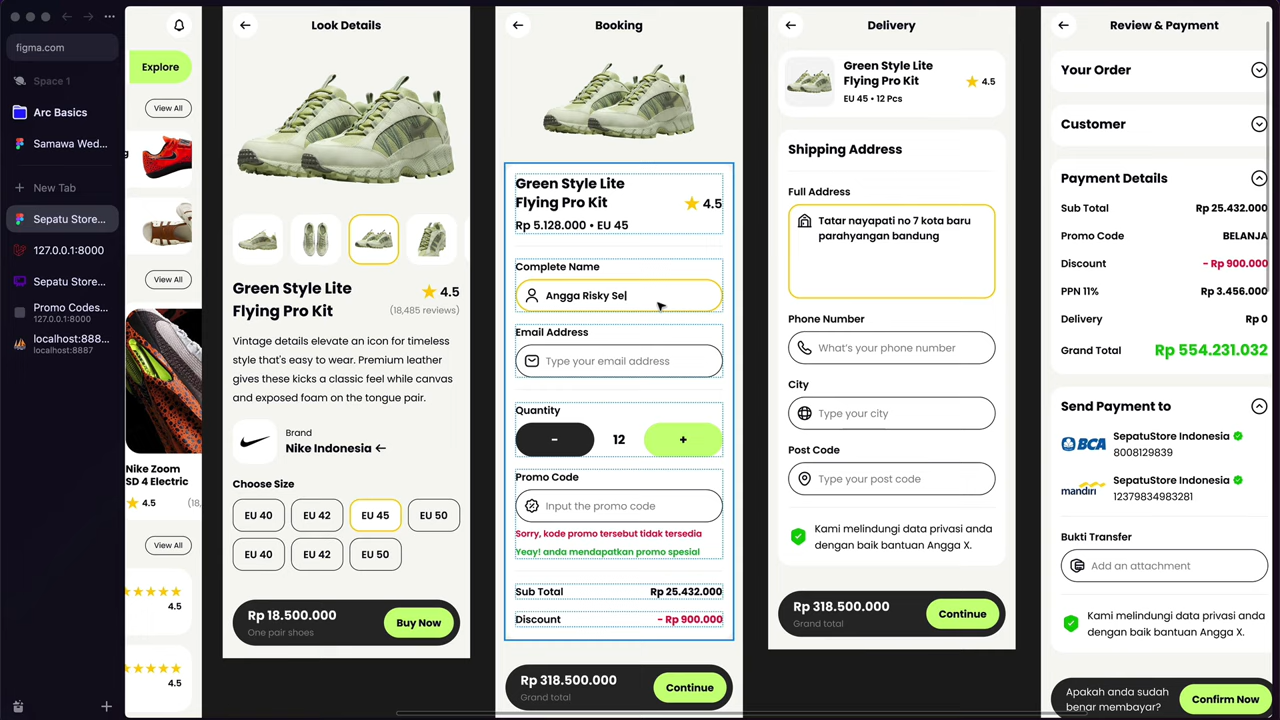 figma.com
Space 1
Arc Basics
Samawa Wed...
New Tab
Sepatu Store...
127.0.0.1:8000
Sepatu Store...
Promo Codes...
127.0.0.1:8000
localhost:888...
localhost:8887
Explore
View All
View All
Nike Zoom
SD 4 Electric
4.5
(18,
View All
4.5
4.5
Look Details
Green Style Lite
Flying Pro Kit
4.5
(18,485 reviews)
Vintage details elevate an icon for timeless
style that's easy to wear. Premium leather
gives these kicks a classic feel while canvas
and exposed foam on the tongue pair.
Brand
Nike Indonesia
Choose Size
EU 40
EU 42
EU 45
EU 50
EU 40
EU 42
EU 50
Rp 18.500.000
One pair shoes
Buy Now
Booking
Green Style Lite
Flying Pro Kit
4.5
Rp 5.128.000 • EU 45
Complete Name
Angga Risky Se
Email Address
Type your email address
Quantity
-
12
+
Promo Code
Input the promo code
Sorry, kode promo tersebut tidak tersedia
Yeay! anda mendapatkan promo spesial
Sub Total
Rp 25.432.000
Discount
- Rp 900.000
Rp 318.500.000
Grand total
Continue
Delivery
Green Style Lite
Flying Pro Kit
4.5
EU 45 • 12 Pcs
Shipping Address
Full Address
Tatar nayapati no 7 kota baru
parahyangan bandung
Phone Number
What's your phone number
City
Type your city
Post Code
Type your post code
Kami melindungi data privasi anda
dengan baik bantuan Angga X.
Rp 318.500.000
Grand total
Continue
Review & Payment
Your Order
Customer
Payment Details
Sub Total
Rp 25.432.000
Promo Code
BELANJA
Discount
- Rp 900.000
PPN 11%
Rp 3.456.000
Delivery
Rp 0
Grand Total
Rp 554.231.032
Send Payment to
BCA
SepatuStore Indonesia
8008129839
mandiri
SepatuStore Indonesia
12379834983281
Bukti Transfer
Add an attachment
Kami melindungi data privasi anda
dengan baik bantuan Angga X.
Apakah anda sudah
benar membayar?
Confirm Now